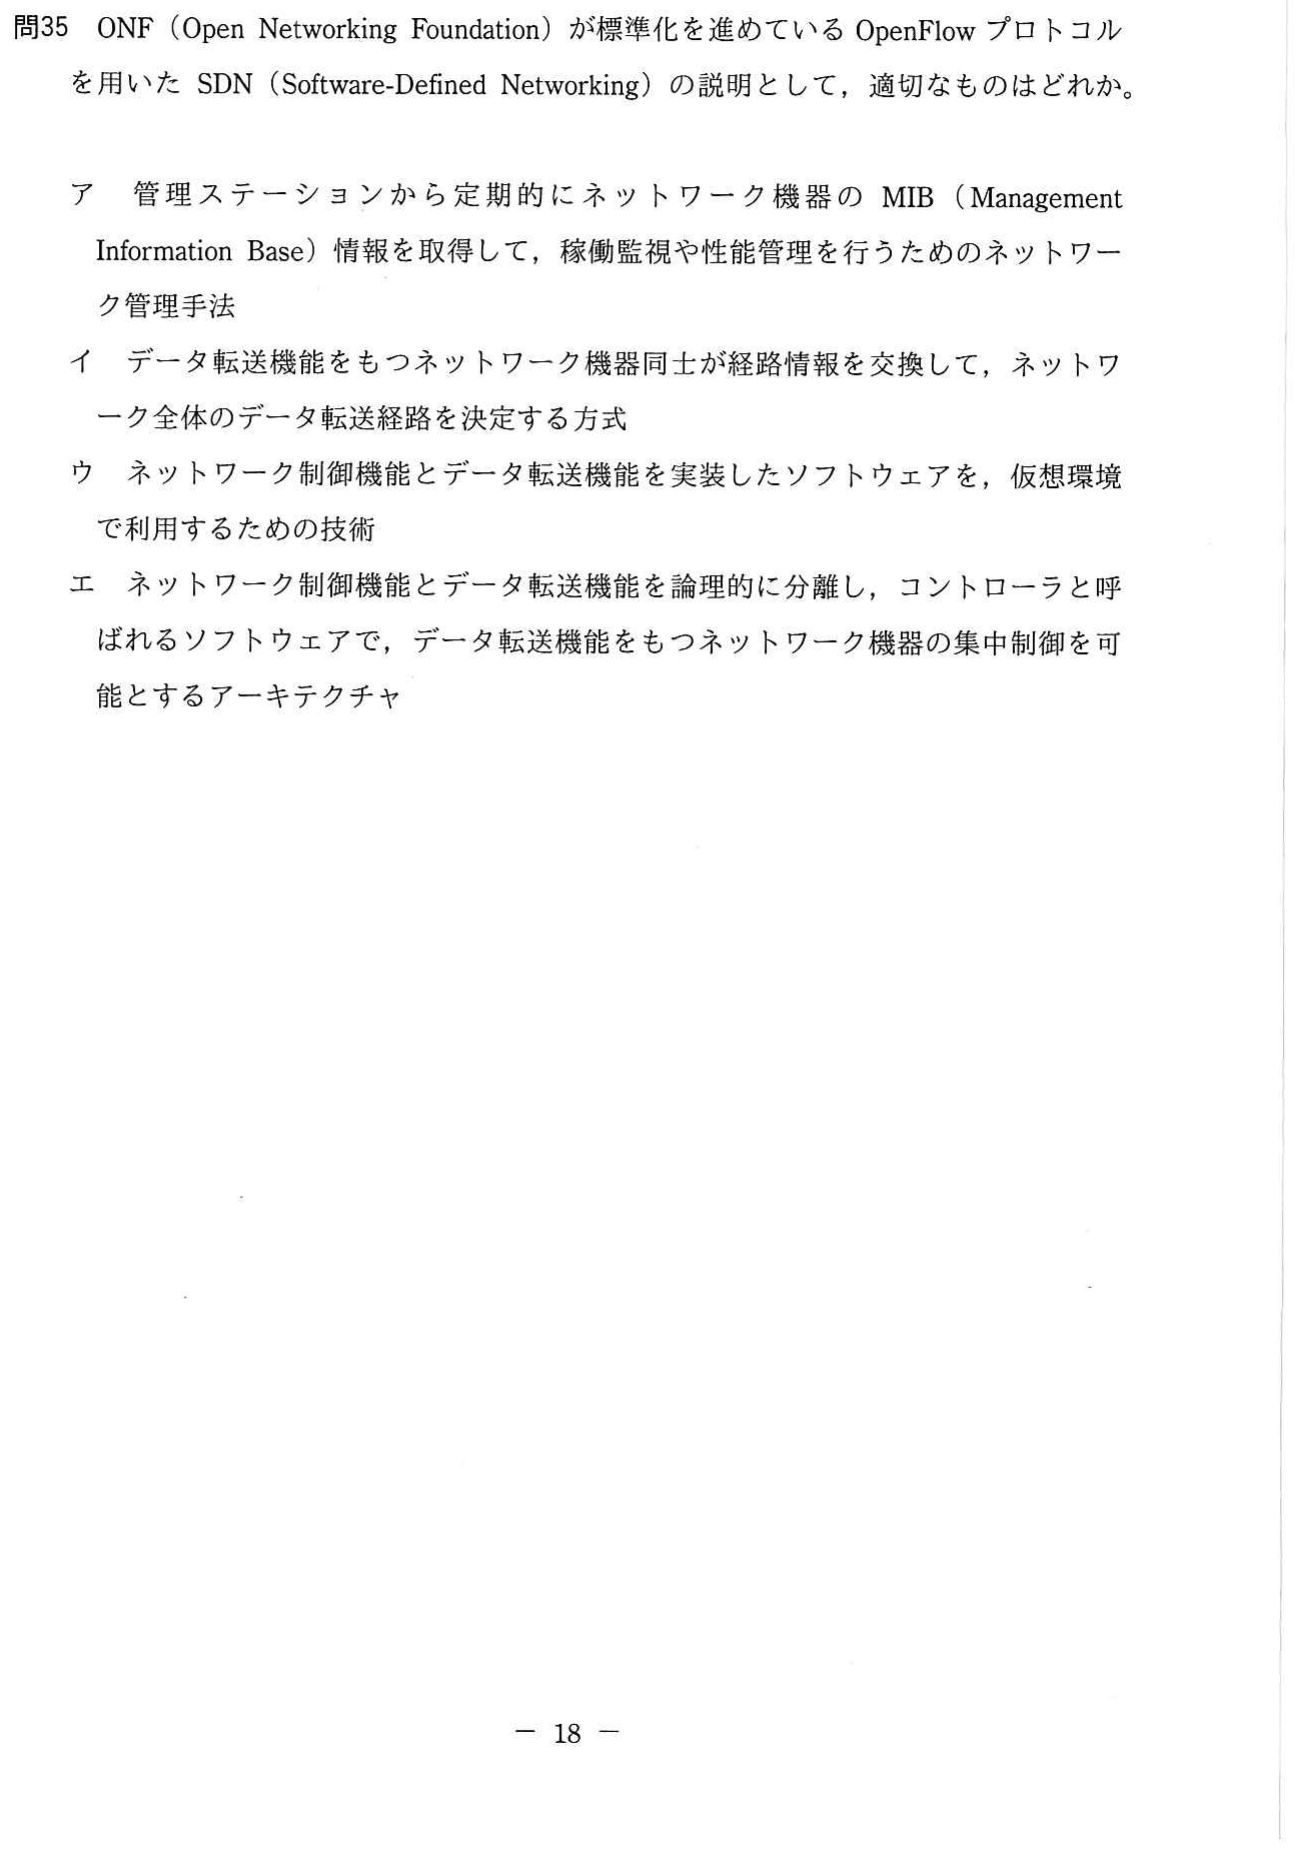 問35 ONF（Open Networking Foundation）が標準化を進めている OpenFlow プロトコル
を用いた SDN（Software-Defined Networking）の説明として，適切なものはどれか。
ア 管理ステーションから定期的にネットワーク機器の MIB（Management
Information Base）情報を取得して，稼働監視や性能管理を行うためのネットワー
ク管理手法
イ データ転送機能をもつネットワーク機器同士が経路情報を交換して，ネットワ
ーク全体のデータ転送経路を決定する方式
ウ ネットワーク制御機能とデータ転送機能を実装したソフトウェアを，仮想環境
で利用するための技術
エ ネットワーク制御機能とデータ転送機能を論理的に分離し，コントローラと呼
ばれるソフトウェアで，データ転送機能をもつネットワーク機器の集中制御を可
能とするアーキテクチャ
― 18 ―